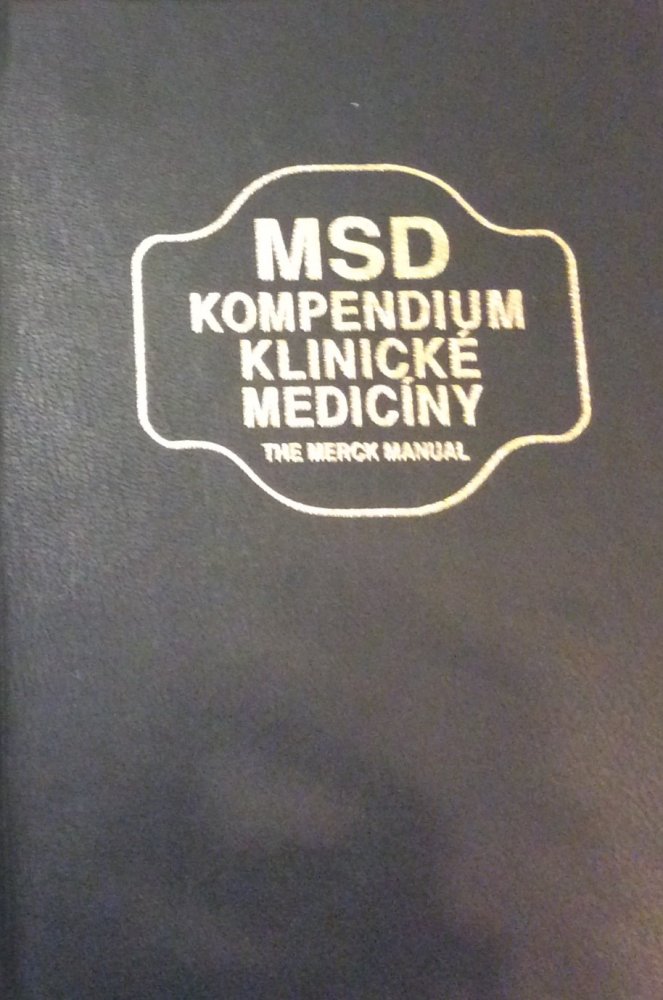 MSD
KOMPENDIUM
KLINICKÉ
MEDICÍNY
THE MERCK MANUAL